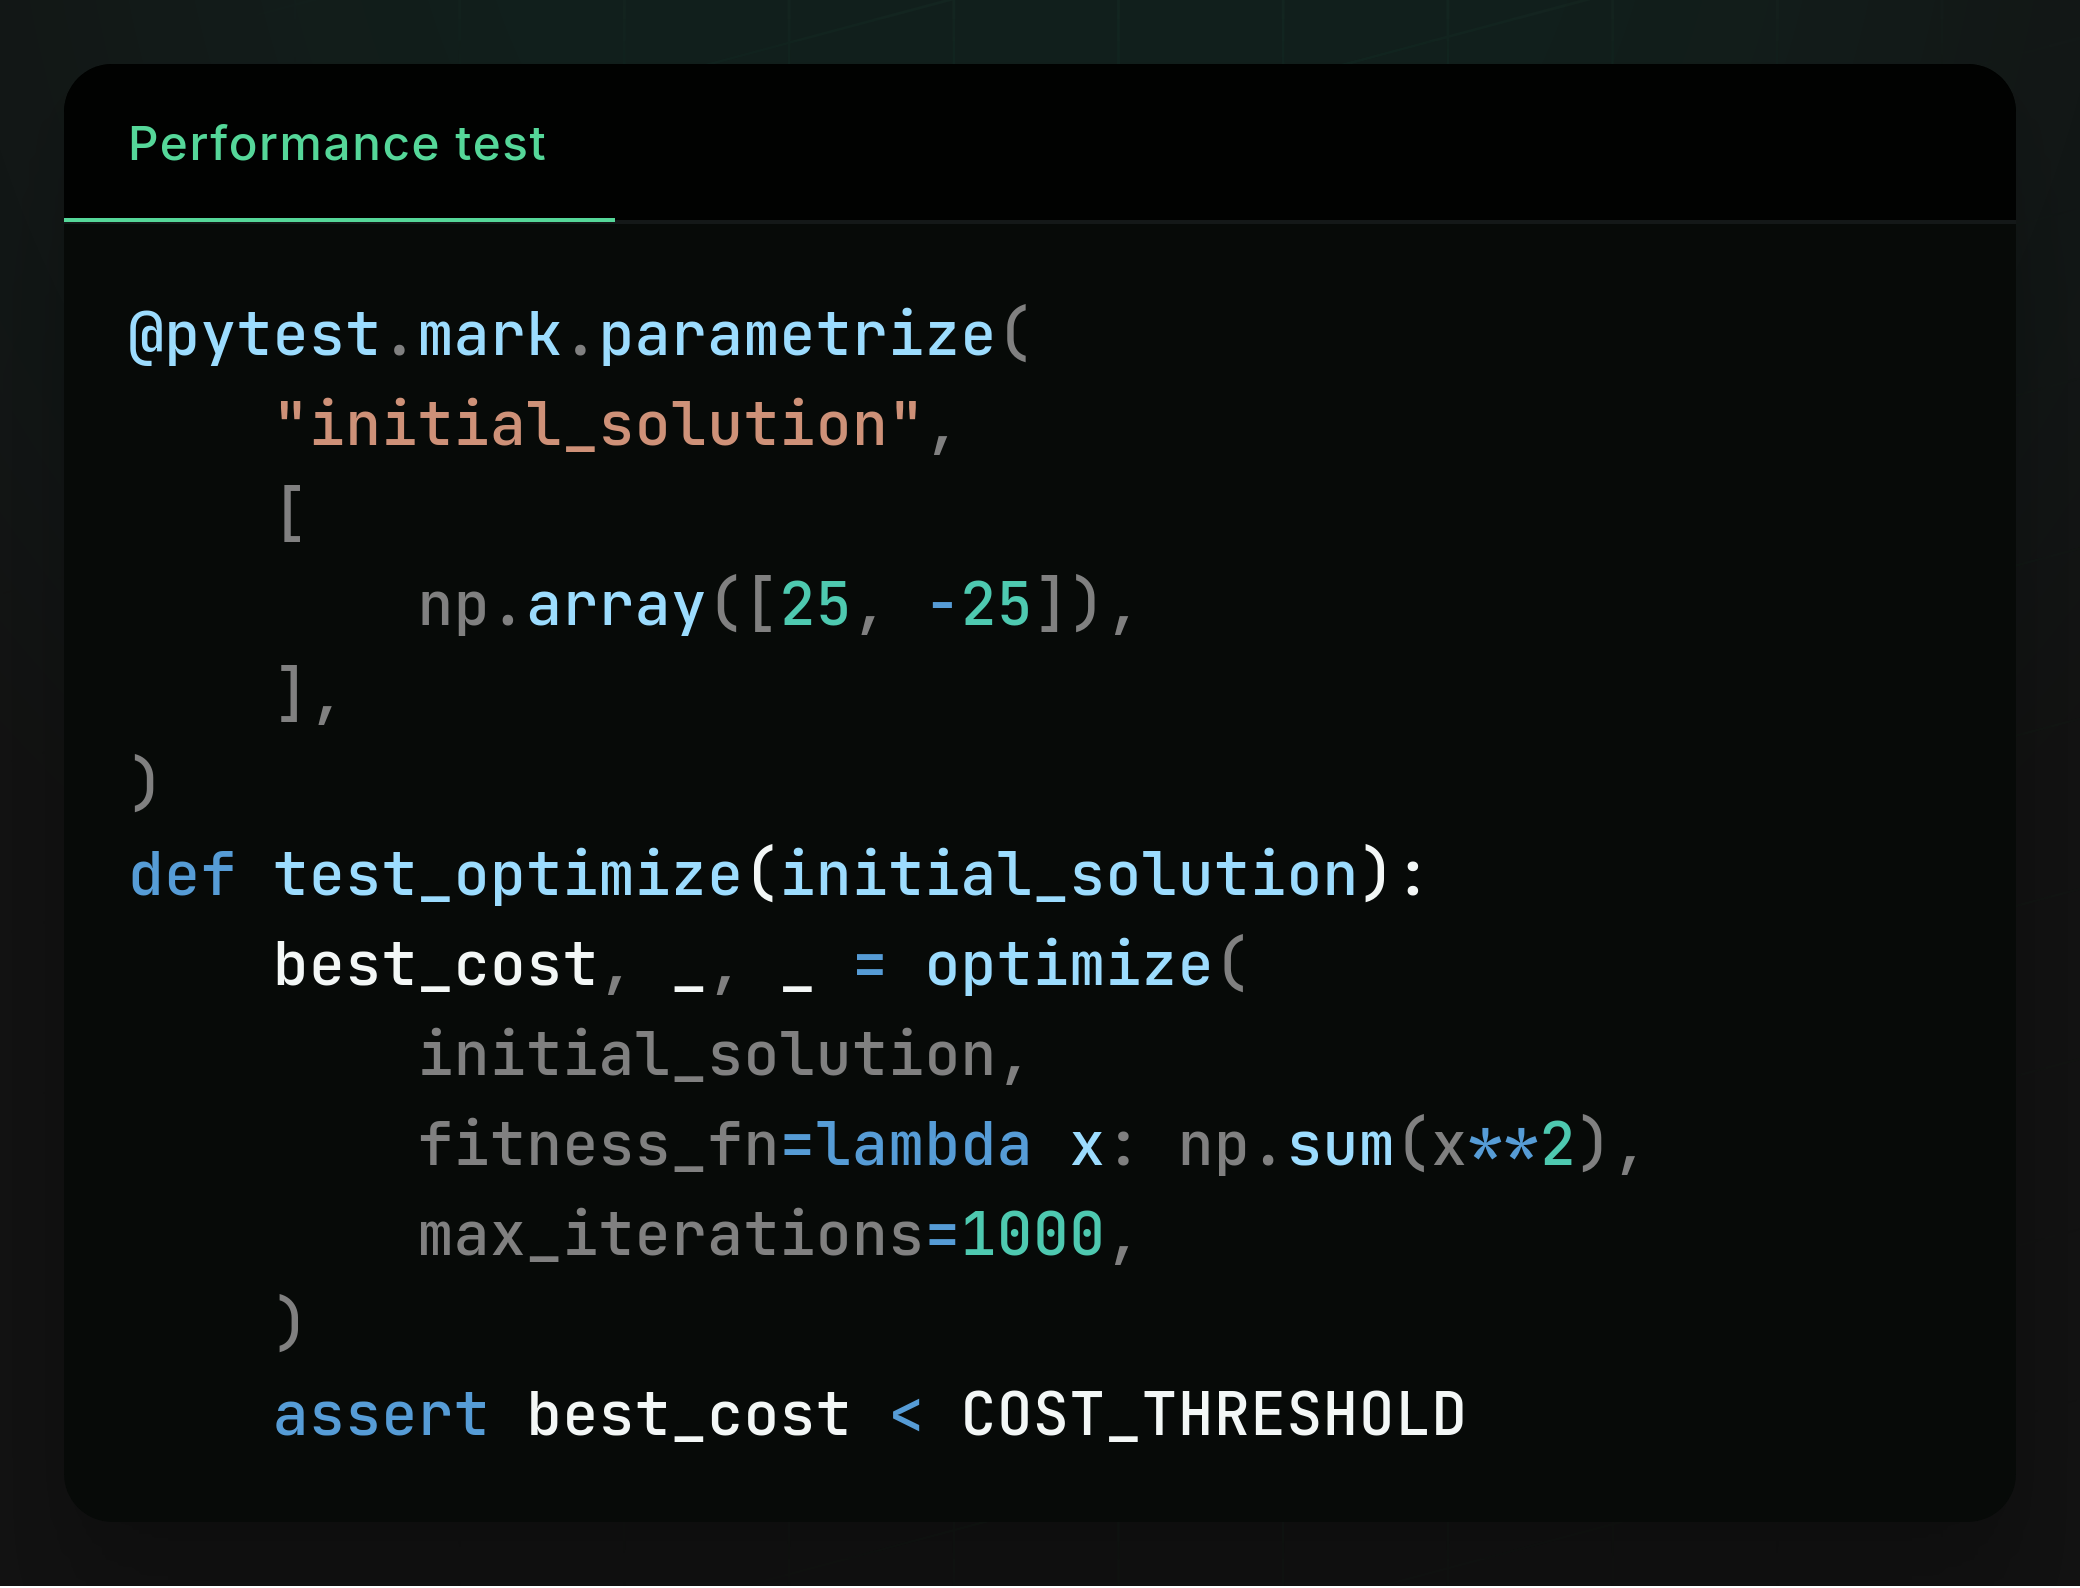 Performance test
@pytest.mark.parametrize(
    "initial_solution",
    [
        np.array([25, -25]),
    ],
)
def test_optimize(initial_solution):
    best_cost, _, _ = optimize(
        initial_solution,
        fitness_fn=lambda x: np.sum(x**2),
        max_iterations=1000,
    )
    assert best_cost < COST_THRESHOLD